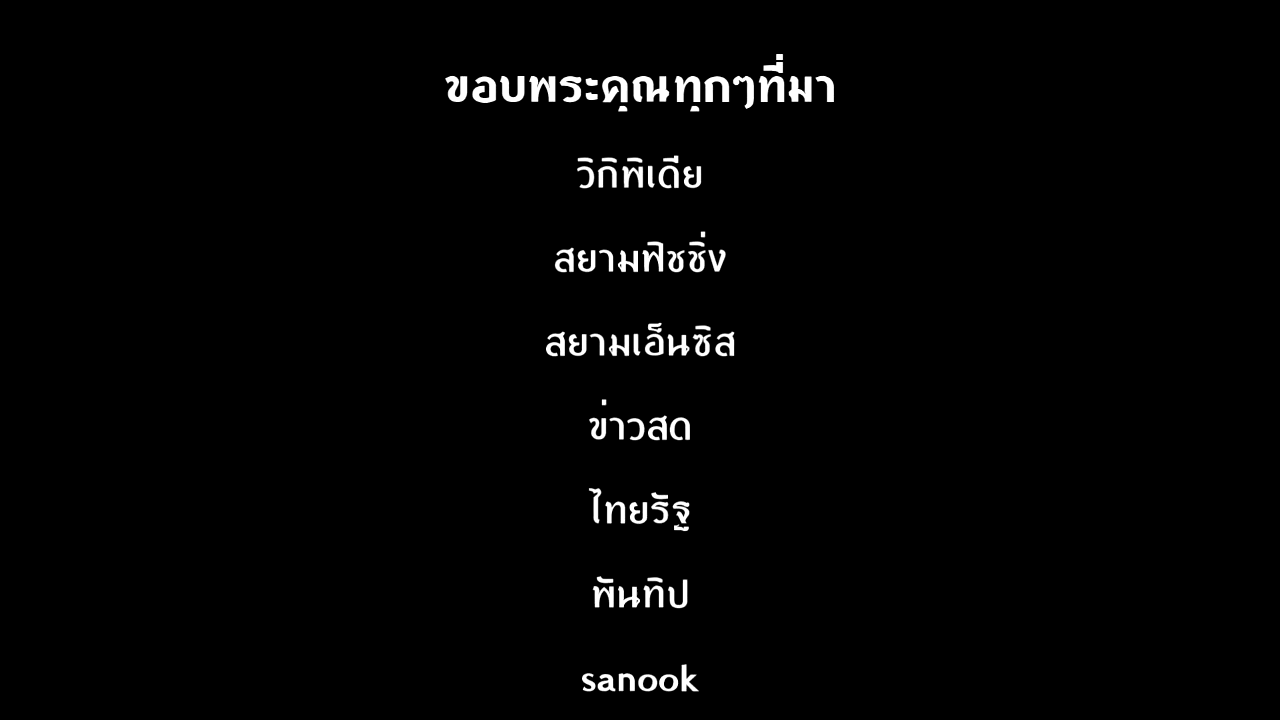 ขอบพระคุณทุกๆที่มา
วิกิพิเดีย
สยามฟิชชิ่ง
สยามเอ็นซิส
ข่าวสด
ไทยรัฐ
พันทิป
sanook